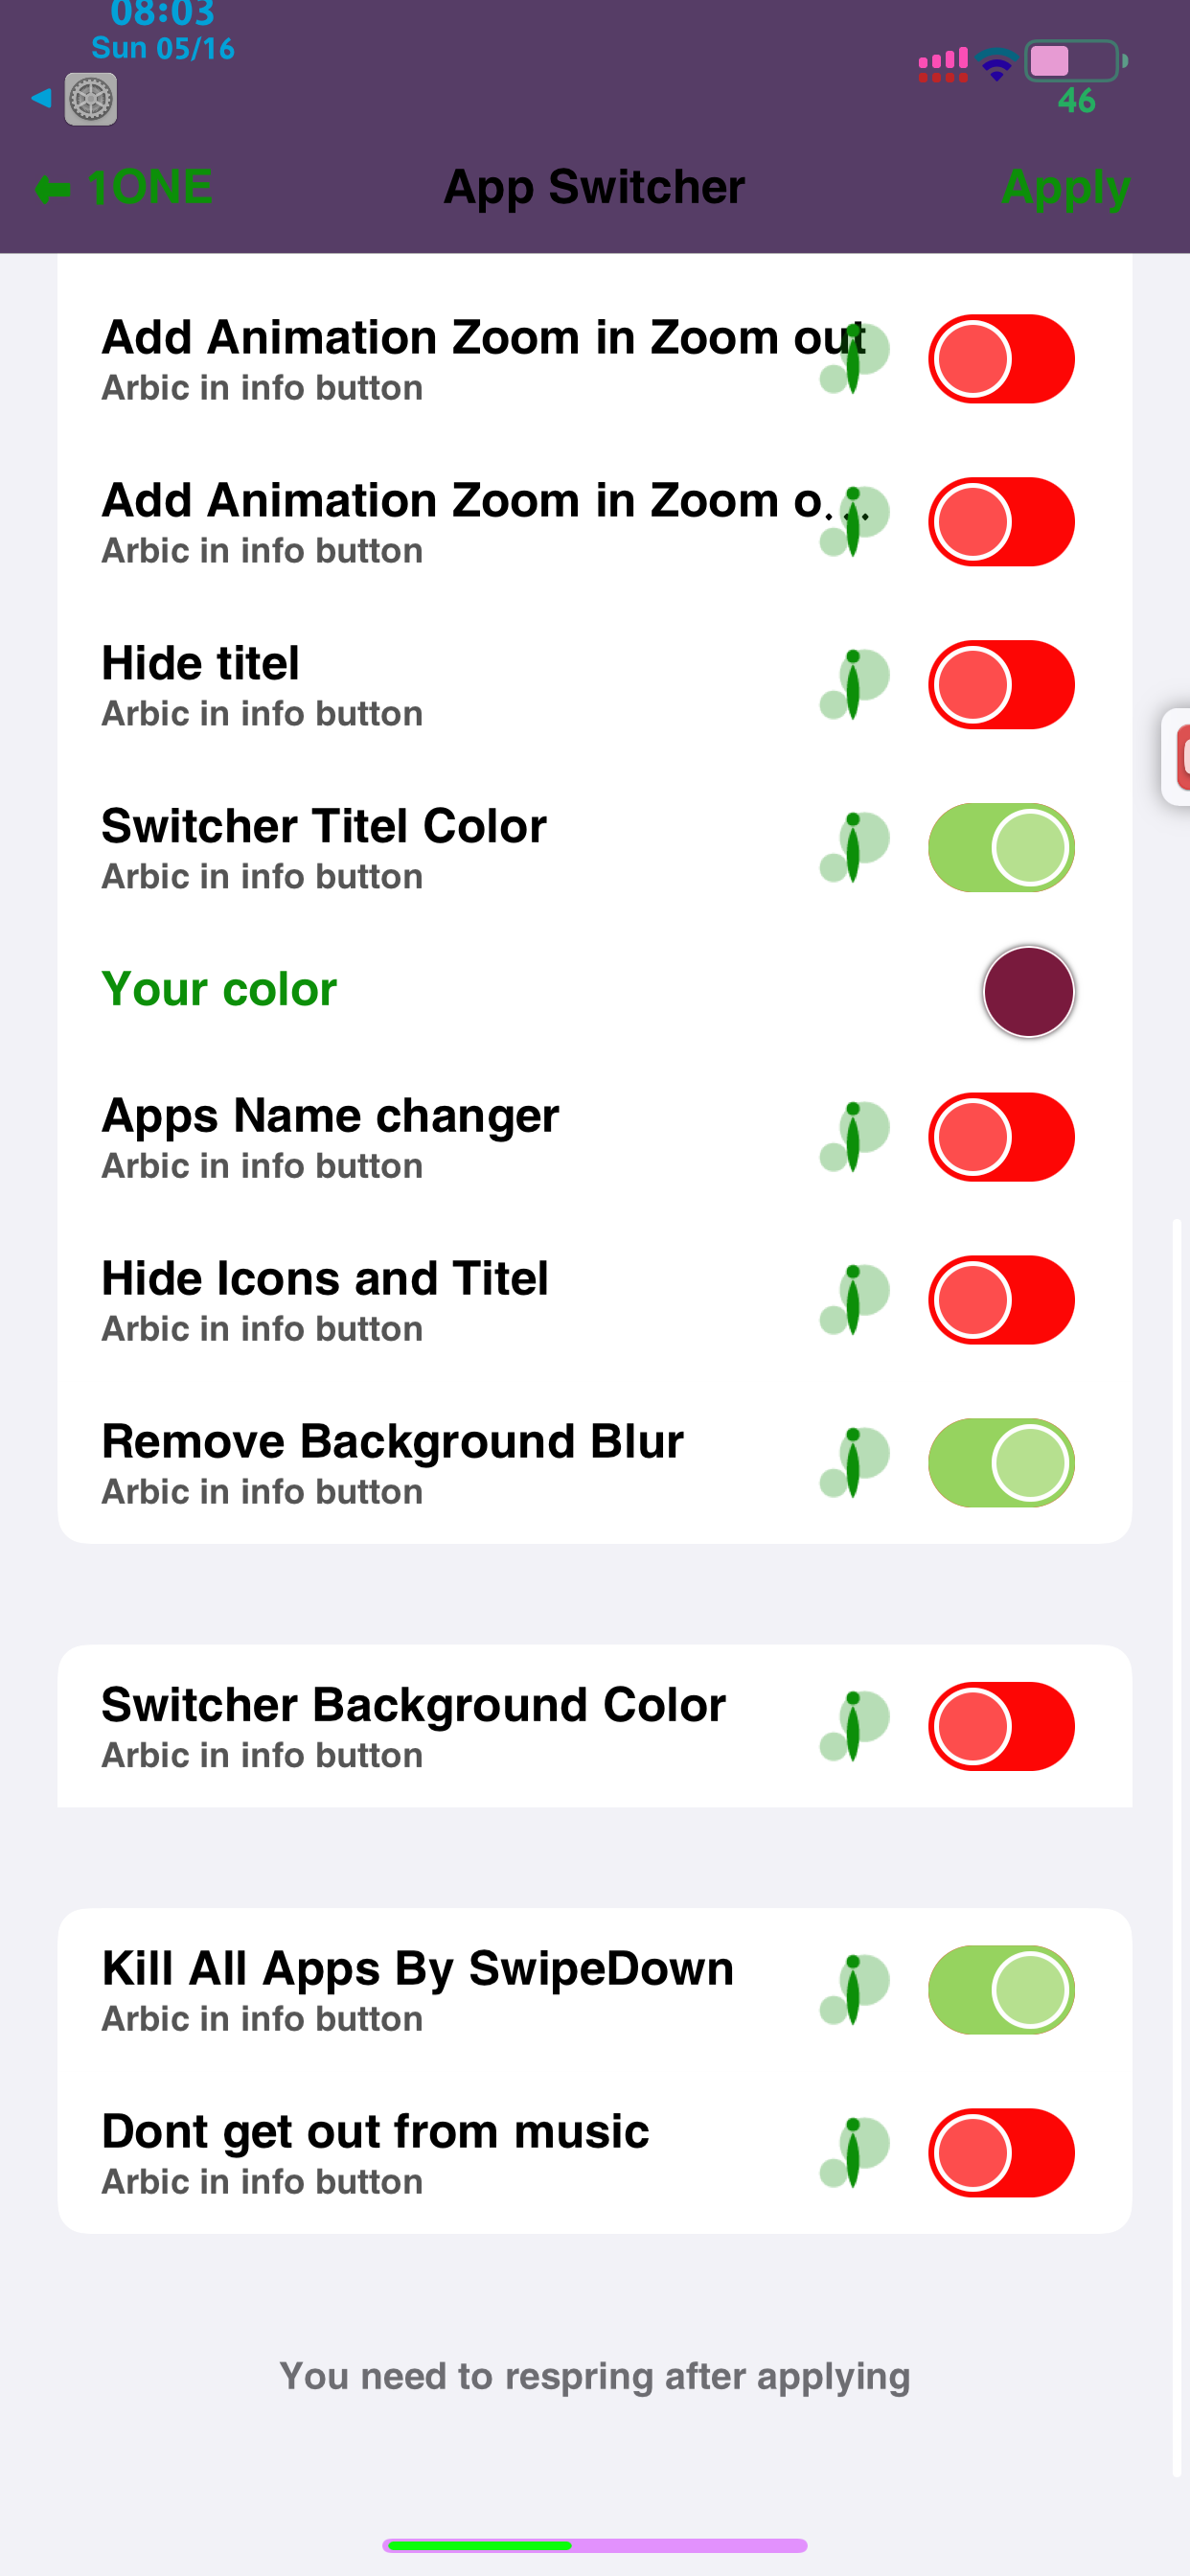 08:03
Sun 05/16
46
1ONE
App Switcher
Apply
Add Animation Zoom in Zoom out
Arbic in info button
Add Animation Zoom in Zoom o...
Arbic in info button
Hide titel
Arbic in info button
Switcher Titel Color
Arbic in info button
Your color
Apps Name changer
Arbic in info button
Hide Icons and Titel
Arbic in info button
Remove Background Blur
Arbic in info button
Switcher Background Color
Arbic in info button
Kill All Apps By SwipeDown
Arbic in info button
Dont get out from music
Arbic in info button
You need to respring after applying